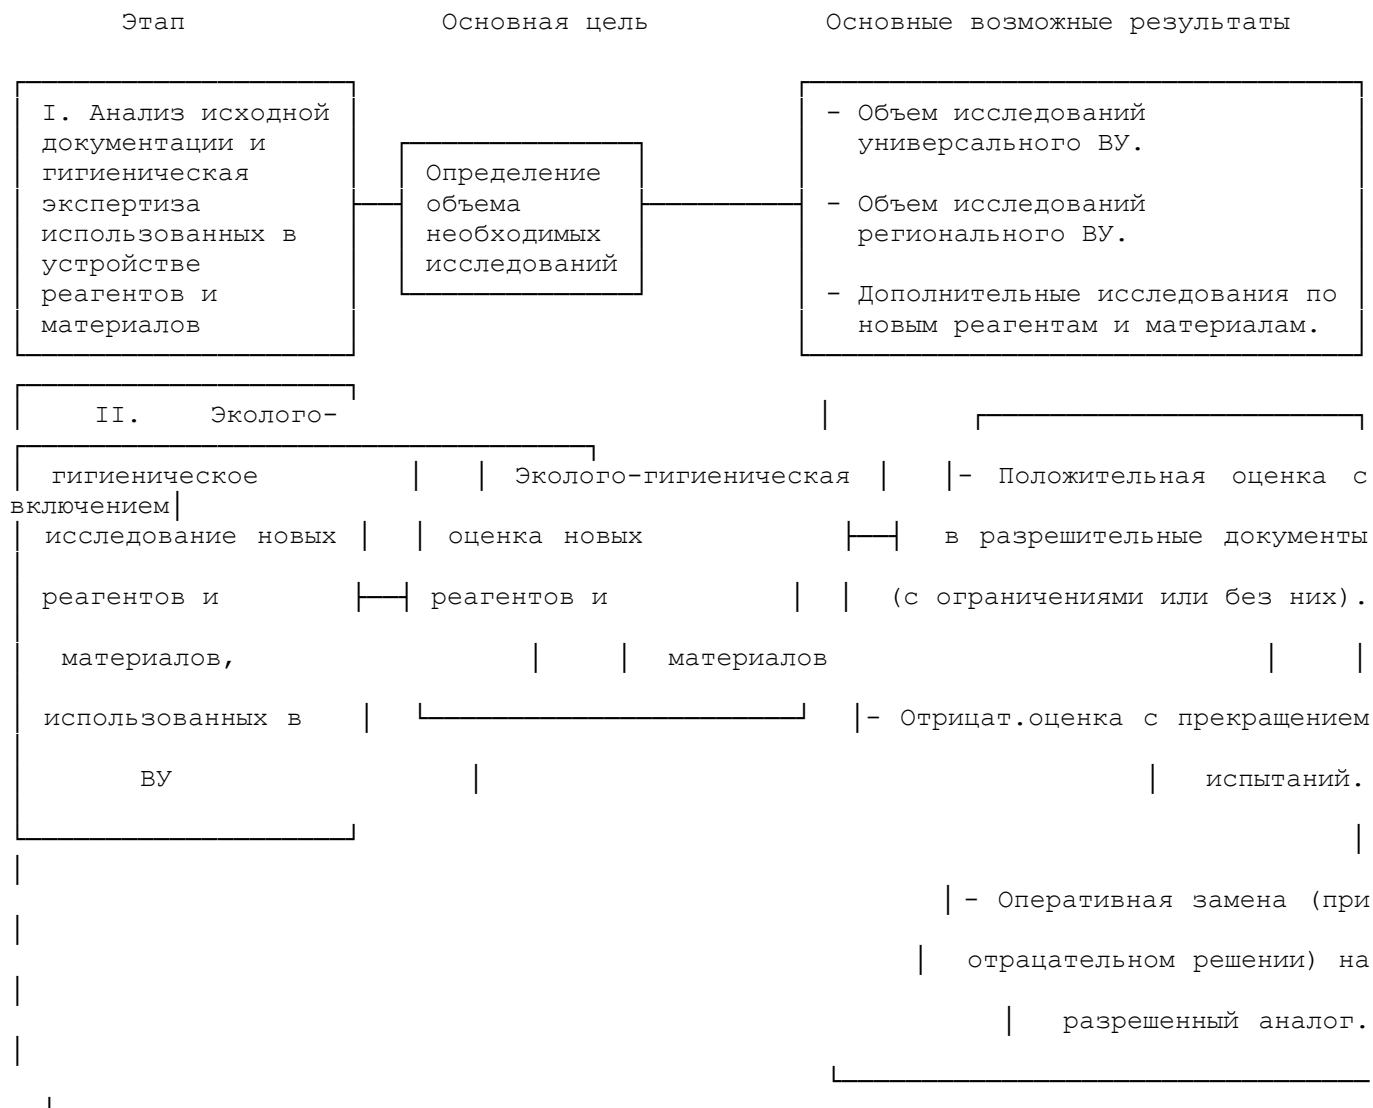 Этап Основная цель Основные возможные результаты
I. Анализ исходной
документации и
гигиеническая
экспертиза
использованных в
устройстве
реагентов и
материалов
Определение
объема
необходимых
исследований
- Объем исследований
универсального ВУ.
- Объем исследований
регионального ВУ.
- Дополнительные исследования по
новым реагентам и материалам.
II. Эколого-
гигиеническое Эколого-гигиеническая - Положительная оценка с
включением
исследование новых оценка новых в разрешительные документы
реагентов и реагентов и (с ограничениями или без них).
материалов, материалов
использованных в - Отрицат.оценка с прекращением
ВУ испытаний.
- Оперативная замена (при
отрацательном решении) на
разрешенный аналог.